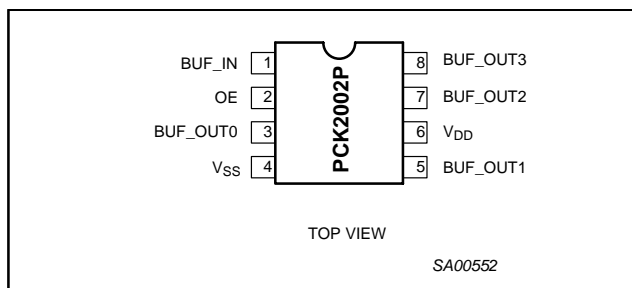 BUF_IN 1 8 BUF_OUT3
OE 2 7 BUF_OUT2
BUF_OUT0 3 6 VDD
VSS 4 5 BUF_OUT1
PCK2002P
TOP VIEW
SA00552